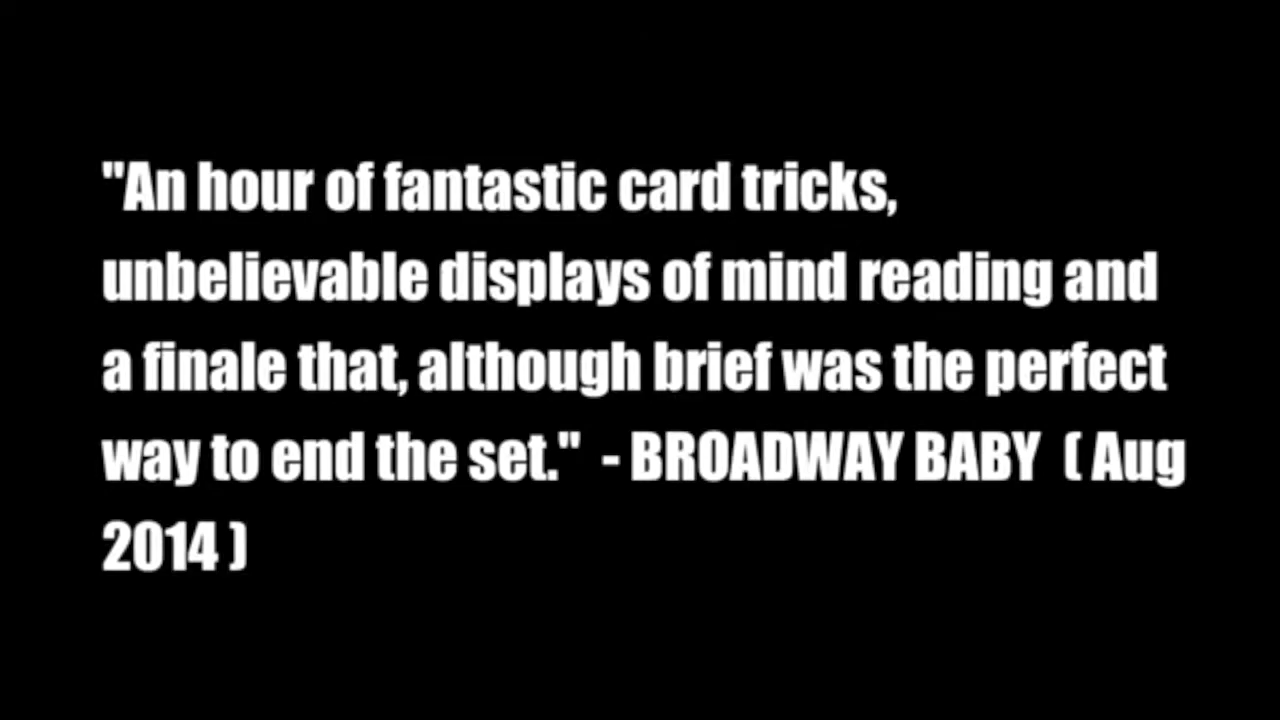 "An hour of fantastic card tricks,
unbelievable displays of mind reading and
a finale that, although brief was the perfect
way to end the set."  - BROADWAY BABY  ( Aug
2014 )